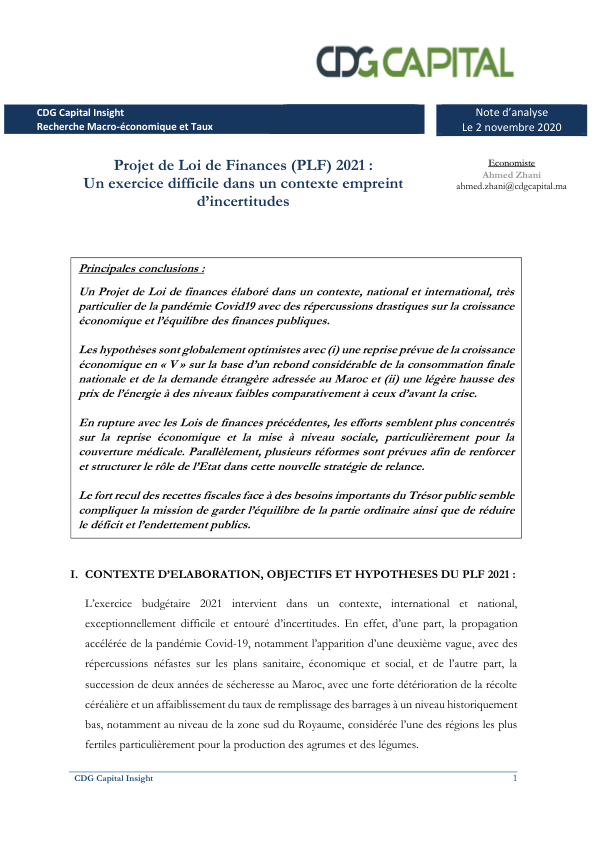 CDG CAPITAL
CDG Capital Insight
Recherche Macro-économique et Taux
Note d'analyse
Le 2 novembre 2020
Projet de Loi de Finances (PLF) 2021 :
Un exercice difficile dans un contexte empreint
d'incertitudes
Economiste
Ahmed Zhani
ahmed.zhani@cdgcapital.ma
Principales conclusions :
Un Projet de Loi de finances élaboré dans un contexte, national et international, très
particulier de la pandémie Covid19 avec des répercussions drastiques sur la croissance
économique et l'équilibre des finances publiques.
Les hypothèses sont globalement optimistes avec (i) une reprise prévue de la croissance
économique en « V » sur la base d'un rebond considérable de la consommation finale
nationale et de la demande étrangère adressée au Maroc et (ii) une légère hausse des
prix de l'énergie à des niveaux faibles comparativement à ceux d'avant la crise.
En rupture avec les Lois de finances précédentes, les efforts semblent plus concentrés
sur la reprise économique et la mise à niveau sociale, particulièrement pour la
couverture médicale. Parallèlement, plusieurs réformes sont prévues afin de renforcer
et structurer le rôle de l'Etat dans cette nouvelle stratégie de relance.
Le fort recul des recettes fiscales face à des besoins importants du Trésor public semble
compliquer la mission de garder l'équilibre de la partie ordinaire ainsi que de réduire
le déficit et l'endettement publics.
I. CONTEXTE D'ELABORATION, OBJECTIFS ET HYPOTHESES DU PLF 2021 :
L'exercice budgétaire 2021 intervient dans un contexte, international et national,
exceptionnellement difficile et entouré d'incertitudes. En effet, d'une part, la propagation
accélérée de la pandémie Covid-19, notamment l'apparition d'une deuxième vague, avec des
répercussions néfastes sur les plans sanitaire, économique et social, et de l'autre part, la
succession de deux années de sécheresse au Maroc, avec une forte détérioration de la récolte
céréalière et un affaiblissement du taux de remplissage des barrages à un niveau historiquement
bas, notamment au niveau de la zone sud du Royaume, considérée l'une des régions les plus
fertiles particulièrement pour la production des agrumes et des légumes.
CDG Capital Insight
1